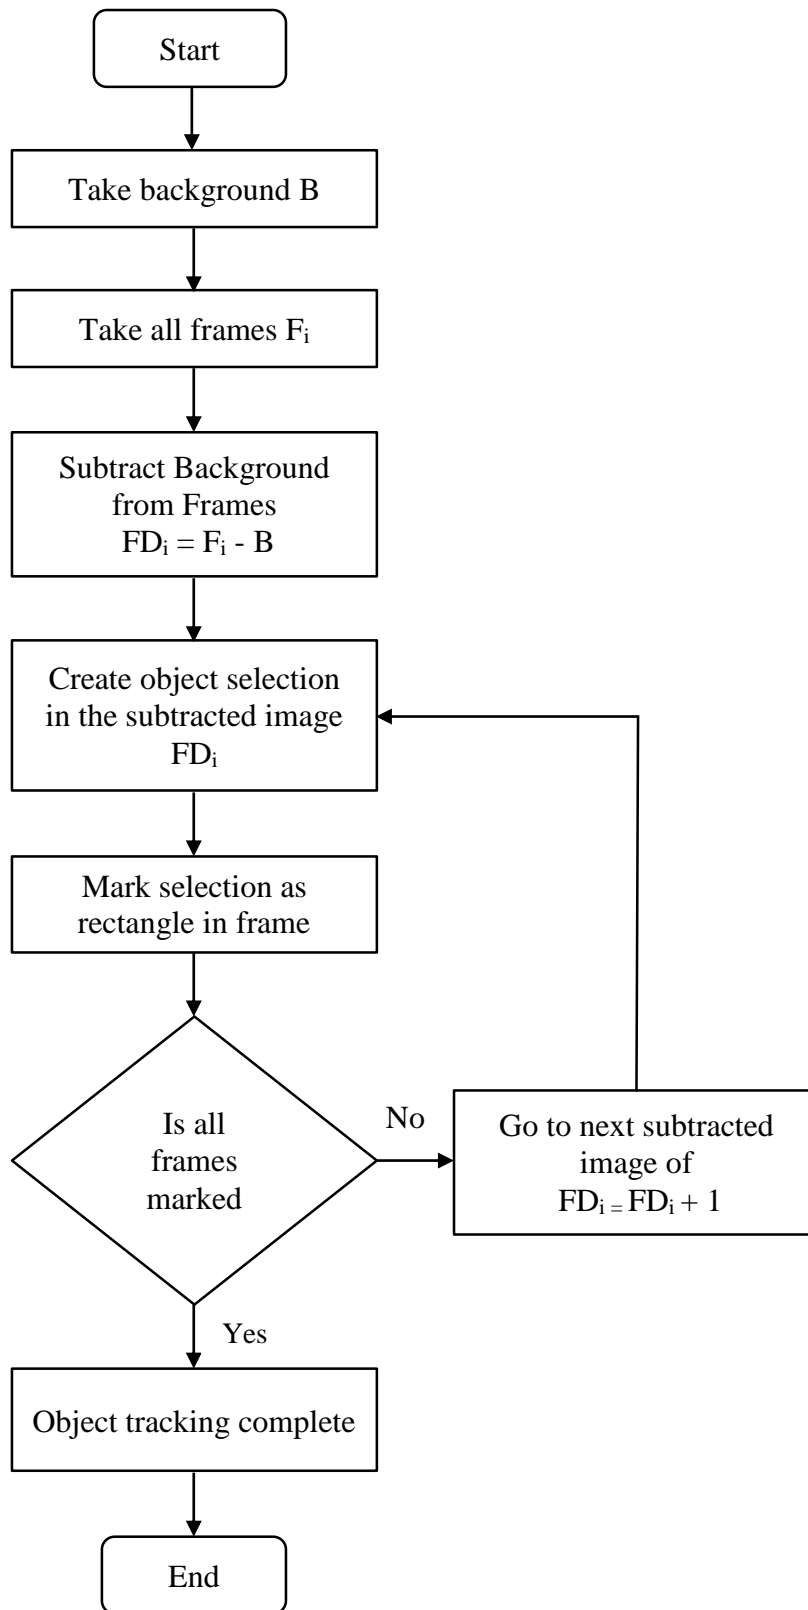 Start
Take background B
Take all frames Fᵢ
Subtract Background
from Frames
FDᵢ = Fᵢ - B
Create object selection
in the subtracted image
FDᵢ
Mark selection as
rectangle in frame
Is all
frames
marked
No
Go to next subtracted
image of
FDᵢ ₌ FDᵢ + 1
Yes
Object tracking complete
End